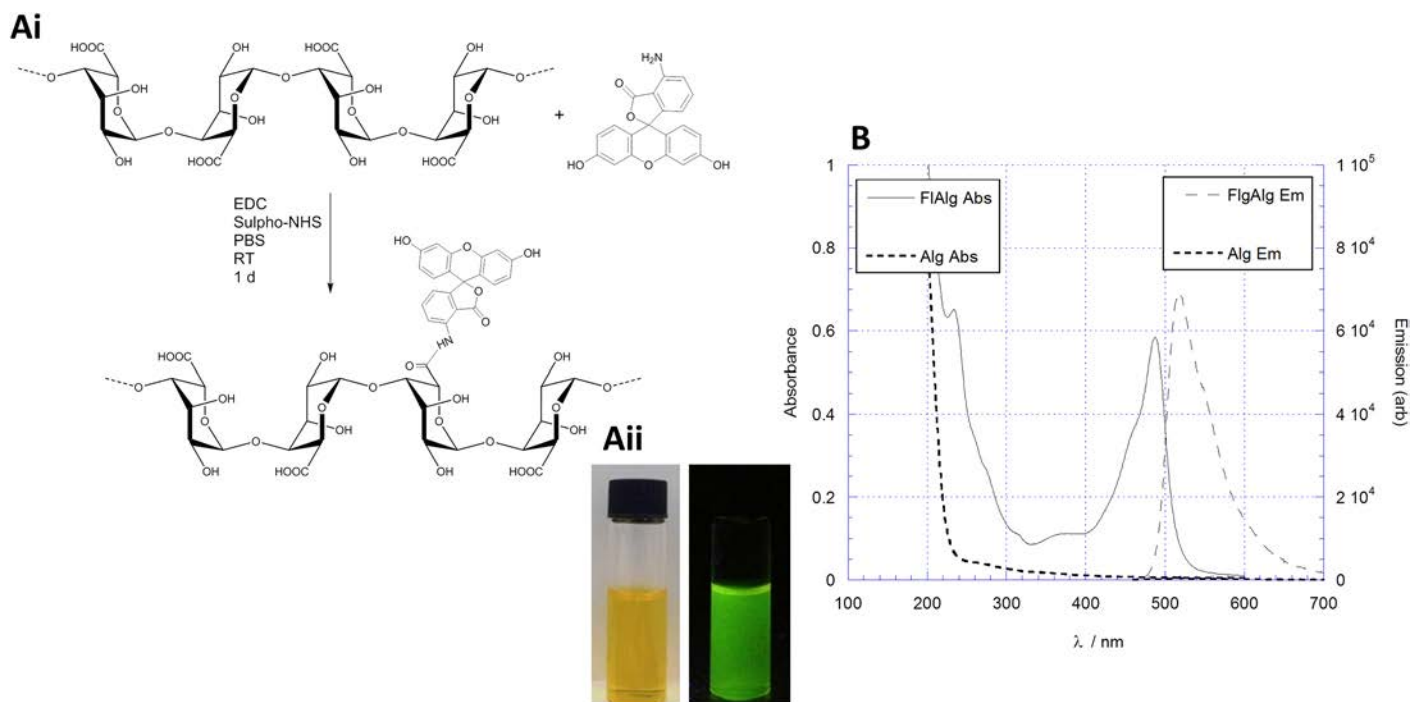 Ai
HOOC
OH
HOOC
OH
O
O
O
O
OH
O
OH
O
OH
O
OH
O
O
O
OH
HOOC
OH
HOOC
+
H₂N
O
O
HO
O
OH
EDC
Sulpho-NHS
PBS
RT
1 d
HO
O
OH
O
O
HN
O
HOOC
OH
OH
O
O
O
O
OH
O
OH
O
OH
O
OH
O
O
O
OH
HOOC
OH
HOOC
Aii
B
1
0.8
0.6
0.4
0.2
0
Absorbance
FlAlg Abs
Alg Abs
FlgAlg Em
Alg Em
1 10⁵
8 10⁴
6 10⁴
4 10⁴
2 10⁴
0
Emission (arb)
100 200 300 400 500 600 700
λ / nm